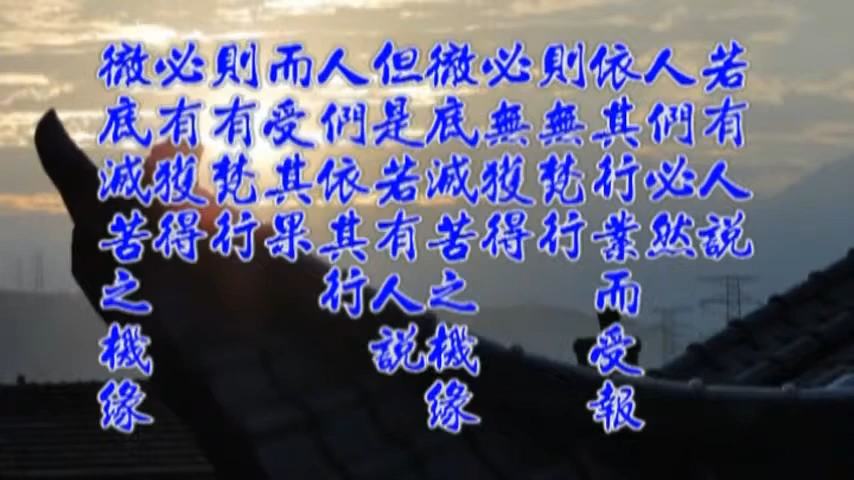 若有人說
人們必然
依其行業而受報
則無梵行
必無獲得
徹底滅苦之機緣
但是若有人說
人們依其行
而受其果
則有梵行
必有獲得
徹底滅苦之機緣